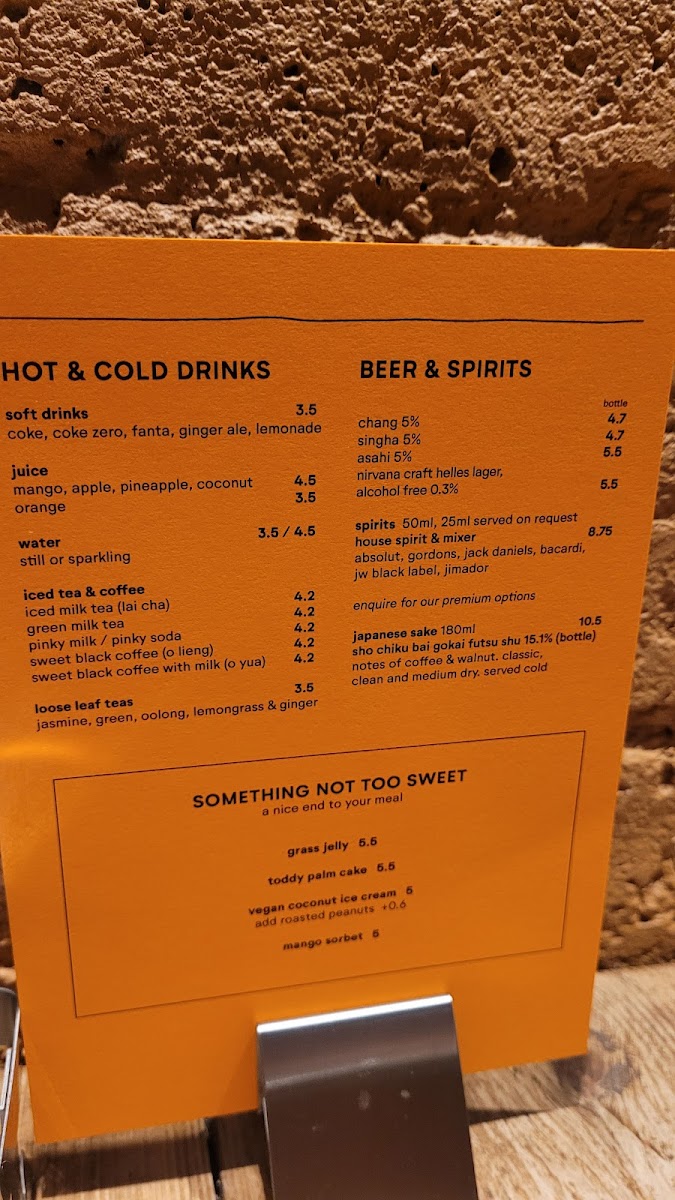 HOT & COLD DRINKS
soft drinks 3.5
coke, coke zero, fanta, ginger ale, lemonade
juice
mango, apple, pineapple, coconut 4.5
orange 3.5
water 3.5 / 4.5
still or sparkling
iced tea & coffee
iced milk tea (lai cha) 4.2
green milk tea 4.2
pinky milk / pinky soda 4.2
sweet black coffee (o lieng) 4.2
sweet black coffee with milk (o yua) 4.2
loose leaf teas 3.5
jasmine, green, oolong, lemongrass & ginger
BEER & SPIRITS
bottle
chang 5% 4.7
singha 5% 4.7
asahi 5% 5.5
nirvana craft helles lager,
alcohol free 0.3% 5.5
spirits 50ml, 25ml served on request
house spirit & mixer 8.75
absolut, gordons, jack daniels, bacardi,
jw black label, jimador
enquire for our premium options
japanese sake 180ml 10.5
sho chiku bai gokai futsu shu 15.1% (bottle)
notes of coffee & walnut. classic,
clean and medium dry. served cold
SOMETHING NOT TOO SWEET
a nice end to your meal
grass jelly 5.5
toddy palm cake 5.5
vegan coconut ice cream 5
add roasted peanuts +0.6
mango sorbet 5